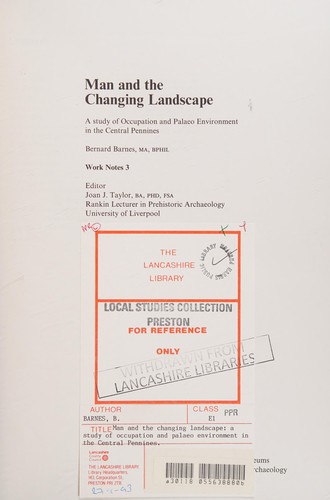 Man and the
Changing Landscape
A study of Occupation and Palaeo Environment
in the Central Pennines
Bernard Barnes, MA, BPHIL.
Work Notes 3
Editor
Joan J. Taylor, BA, PHD, FSA
Rankin Lecturer in Prehistoric Archaeology
University of Liverpool
THE
LANCASHIRE
LIBRARY
LOCAL STUDIES COLLECTION
PRESTON
FOR REFERENCE
ONLY
WITHDRAWN FROM
LANCASHIRE LIBRARIES
AUTHOR
CLASS
BARNES, B.
E1
PPR
TITLE Man and the changing landscape: a
study of occupation and palaeo environment in
the Central Pennines.
THE LANCASHIRE LIBRARY
Library Headquarters,
143 Corporation St.
PRESTON PR1 2TB
a30118 055638080b
eums
chaeology